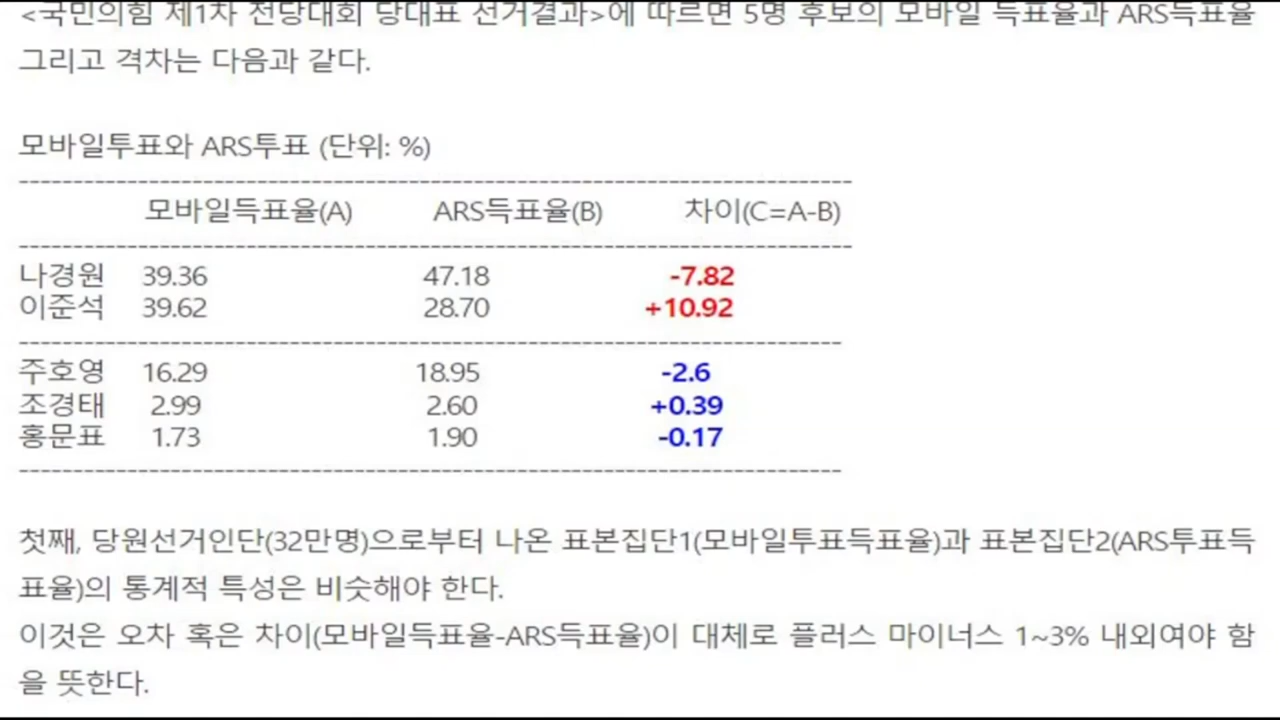 <국민의힘 제1차 전당대회 당대표 선거결과>에 따르면 5명 후보의 모바일 득표율과 ARS득표율
그리고 격차는 다음과 같다.
모바일투표와 ARS투표 (단위: %)
--------------------------------------------------------------------------------
모바일득표율(A) ARS득표율(B) 차이(C=A-B)
--------------------------------------------------------------------------------
나경원 39.36 47.18 -7.82
이준석 39.62 28.70 +10.92
-------------------------------------------------------------------------------
주호영 16.29 18.95 -2.6
조경태 2.99 2.60 +0.39
홍문표 1.73 1.90 -0.17
-------------------------------------------------------------------------------
첫째, 당원선거인단(32만명)으로부터 나온 표본집단1(모바일투표득표율)과 표본집단2(ARS투표득
표율)의 통계적 특성은 비슷해야 한다.
이것은 오차 혹은 차이(모바일득표율-ARS득표율)이 대체로 플러스 마이너스 1~3% 내외여야 함
을 뜻한다.